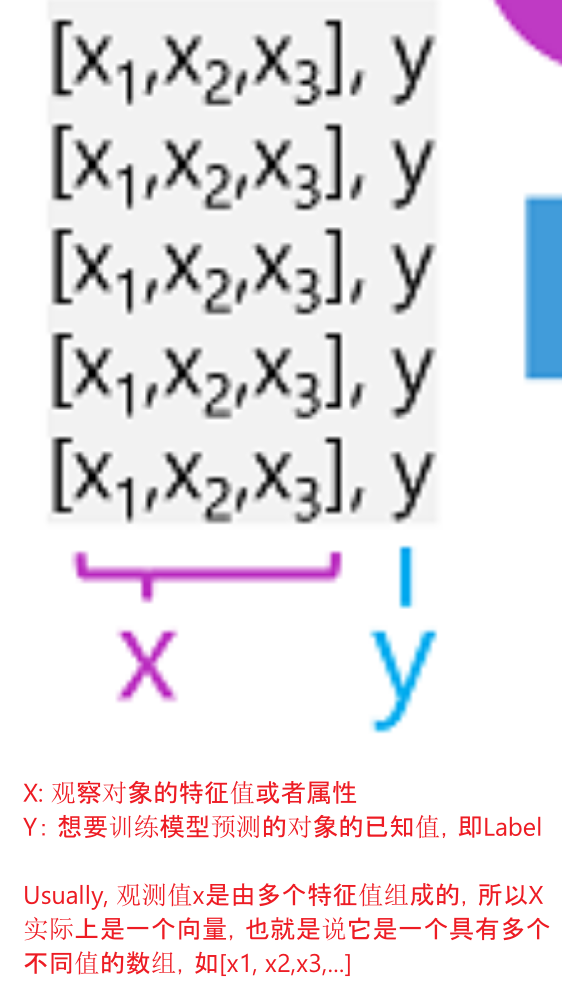 [x₁,x₂,x₃], y
[x₁,x₂,x₃], y
[x₁,x₂,x₃], y
[x₁,x₂,x₃], y
[x₁,x₂,x₃], y
x y
X: 观察对象的特征值或者属性
Y: 想要训练模型预测的对象的已知值, 即Label
Usually, 观测值x是由多个特征值组成的, 所以X
实际上是一个向量, 也就是说它是一个具有多个
不同值的数组, 如[x1, x2,x3,...]